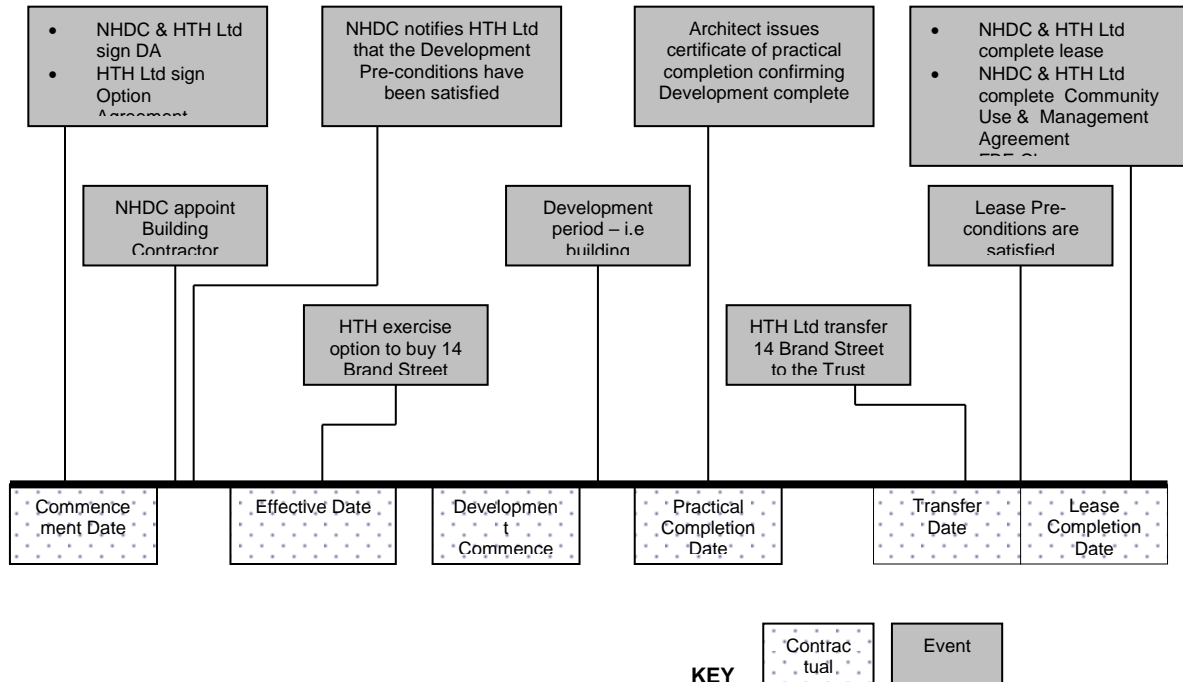 • NHDC & HTH Ltd
sign DA
• HTH Ltd sign
Option
Agreement
NHDC notifies HTH Ltd
that the Development
Pre-conditions have
been satisfied
Architect issues
certificate of practical
completion confirming
Development complete
• NHDC & HTH Ltd
complete lease
• NHDC & HTH Ltd
complete Community
Use & Management
Agreement
NHDC appoint
Building
Contractor
Development
period – i.e
building
Lease Pre-
conditions are
satisfied
HTH exercise
option to buy 14
Brand Street
HTH Ltd transfer
14 Brand Street
to the Trust
Commence
ment Date
Effective Date
Developmen
t
Commence
Practical
Completion
Date
Transfer
Date
Lease
Completion
Date
KEY
Contrac
tual
Event